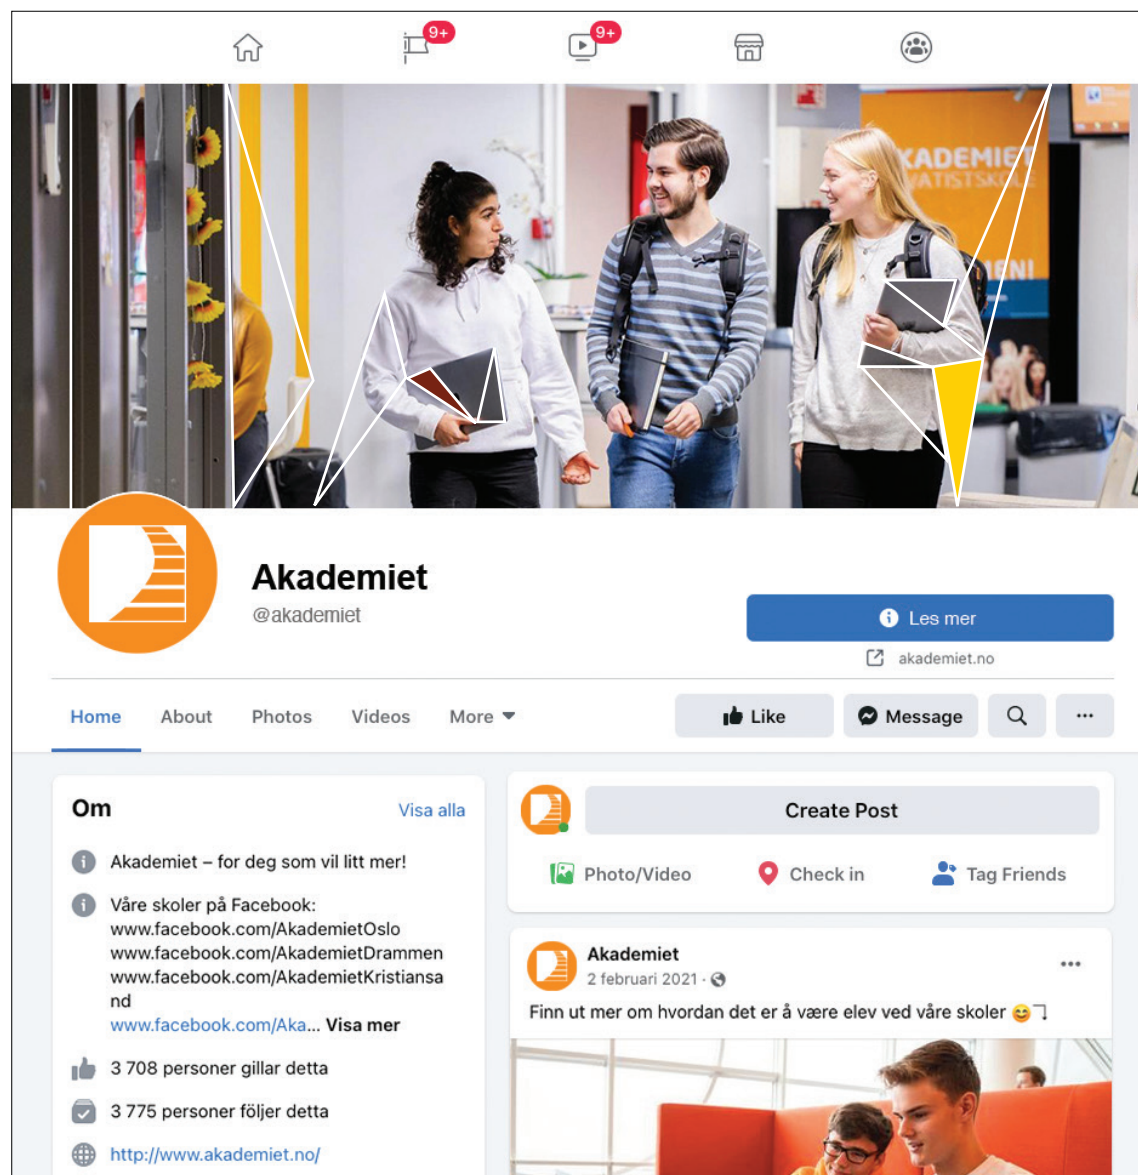 9+
9+
KADEMIET
VATISTSKOLE
EN!
Akademiet
@akademiet
Les mer
akademiet.no
Home About Photos Videos More
Like Message
Om Visa alla
Akademiet – for deg som vil litt mer!
Våre skoler på Facebook:
www.facebook.com/AkademietOslo
www.facebook.com/AkademietDrammen
www.facebook.com/AkademietKristiansa
nd
www.facebook.com/Aka... Visa mer
3 708 personer gillar detta
3 775 personer följer detta
http://www.akademiet.no/
Create Post
Photo/Video Check in Tag Friends
Akademiet
2 februari 2021 ·
Finn ut mer om hvordan det er å være elev ved våre skoler 😊